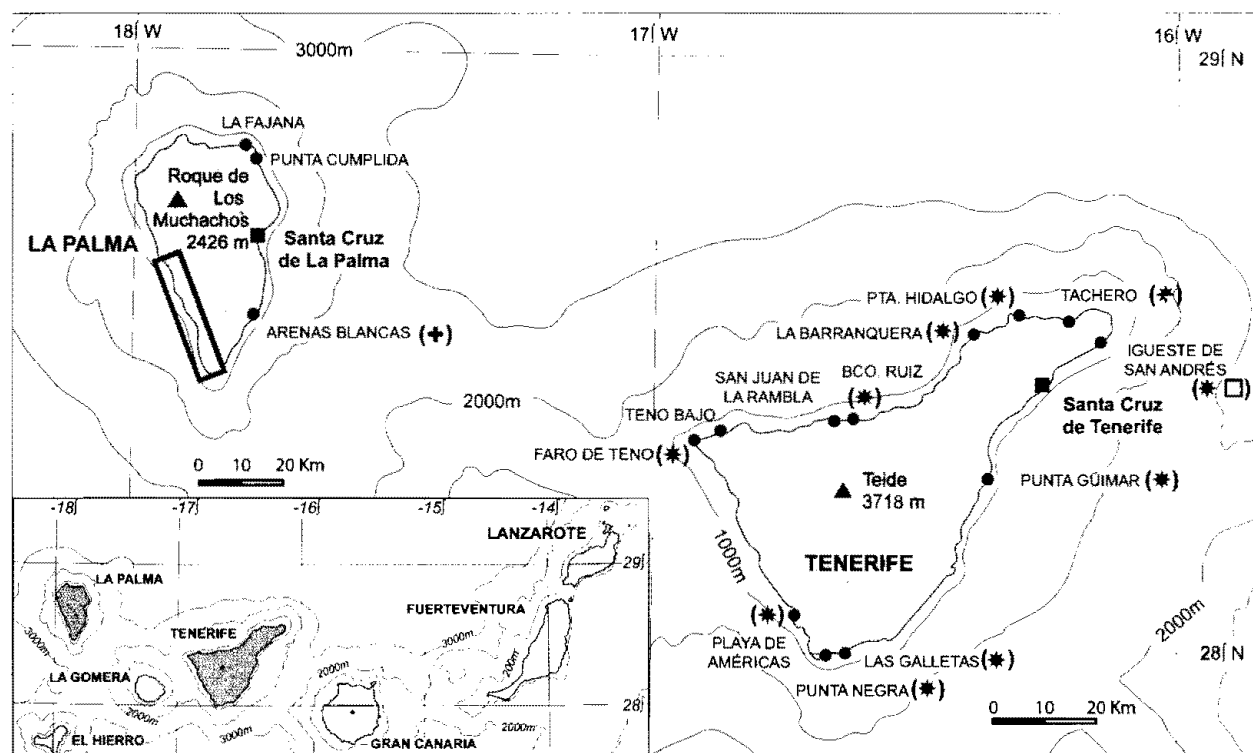 18 W
17 W
16 W
3000m
29 N
LA FAJANA
PUNTA CUMPLIDA
Roque de
Los
Muchachos
2426 m
LA PALMA
Santa Cruz
de La Palma
ARENAS BLANCAS (+)
2000m
PTA. HIDALGO (✷)
TACHERO (✷)
LA BARRANQUERA (✷)
IGUESTE DE
SAN ANDRÉS
(✷ □)
BCO. RUIZ
(✷)
SAN JUAN DE
LA RAMBLA
TENO BAJO
FARO DE TENO (✷)
Santa Cruz
de Tenerife
0 10 20 Km
Teide
3718 m
PUNTA GÜIMAR (✷)
TENERIFE
1000m
2000m
(✷)
PLAYA DE
AMÉRICAS
LAS GALLETAS (✷)
PUNTA NEGRA (✷)
28 N
0 10 20 Km
-18
-17
-16
-15
-14
LANZAROTE
29
LA PALMA
FUERTEVENTURA
3000m
TENERIFE
3000m
2000m
200m
LA GOMERA
2000m
28
EL HIERRO
3000m
GRAN CANARIA
2000m